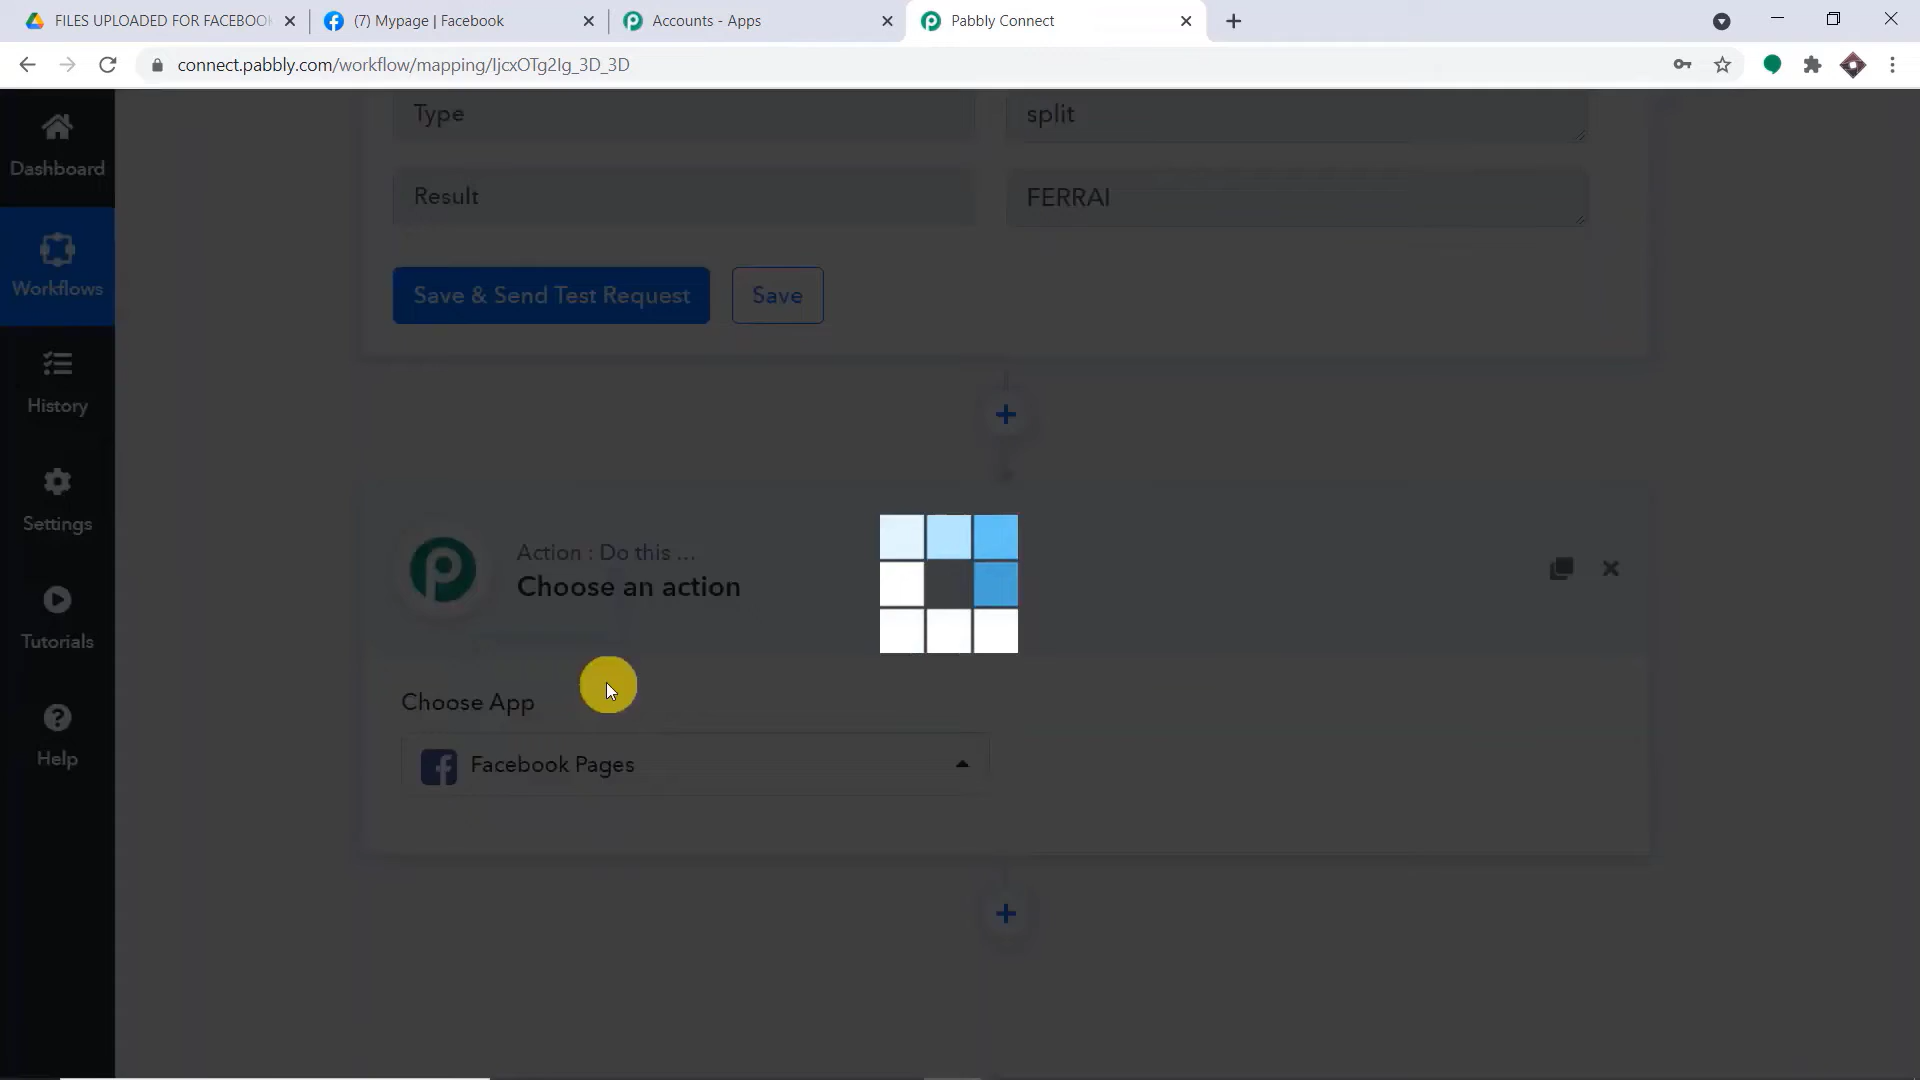 FILES UPLOADED FOR FACEBOOK
(7) Mypage | Facebook
Accounts - Apps
Pabbly Connect
connect.pabbly.com/workflow/mapping/IjcxOTg2Ig_3D_3D
Dashboard
Workflows
History
Settings
Tutorials
Help
Type
split
Result
FERRAI
Save & Send Test Request
Save
Action : Do this ...
Choose an action
Choose App
Facebook Pages